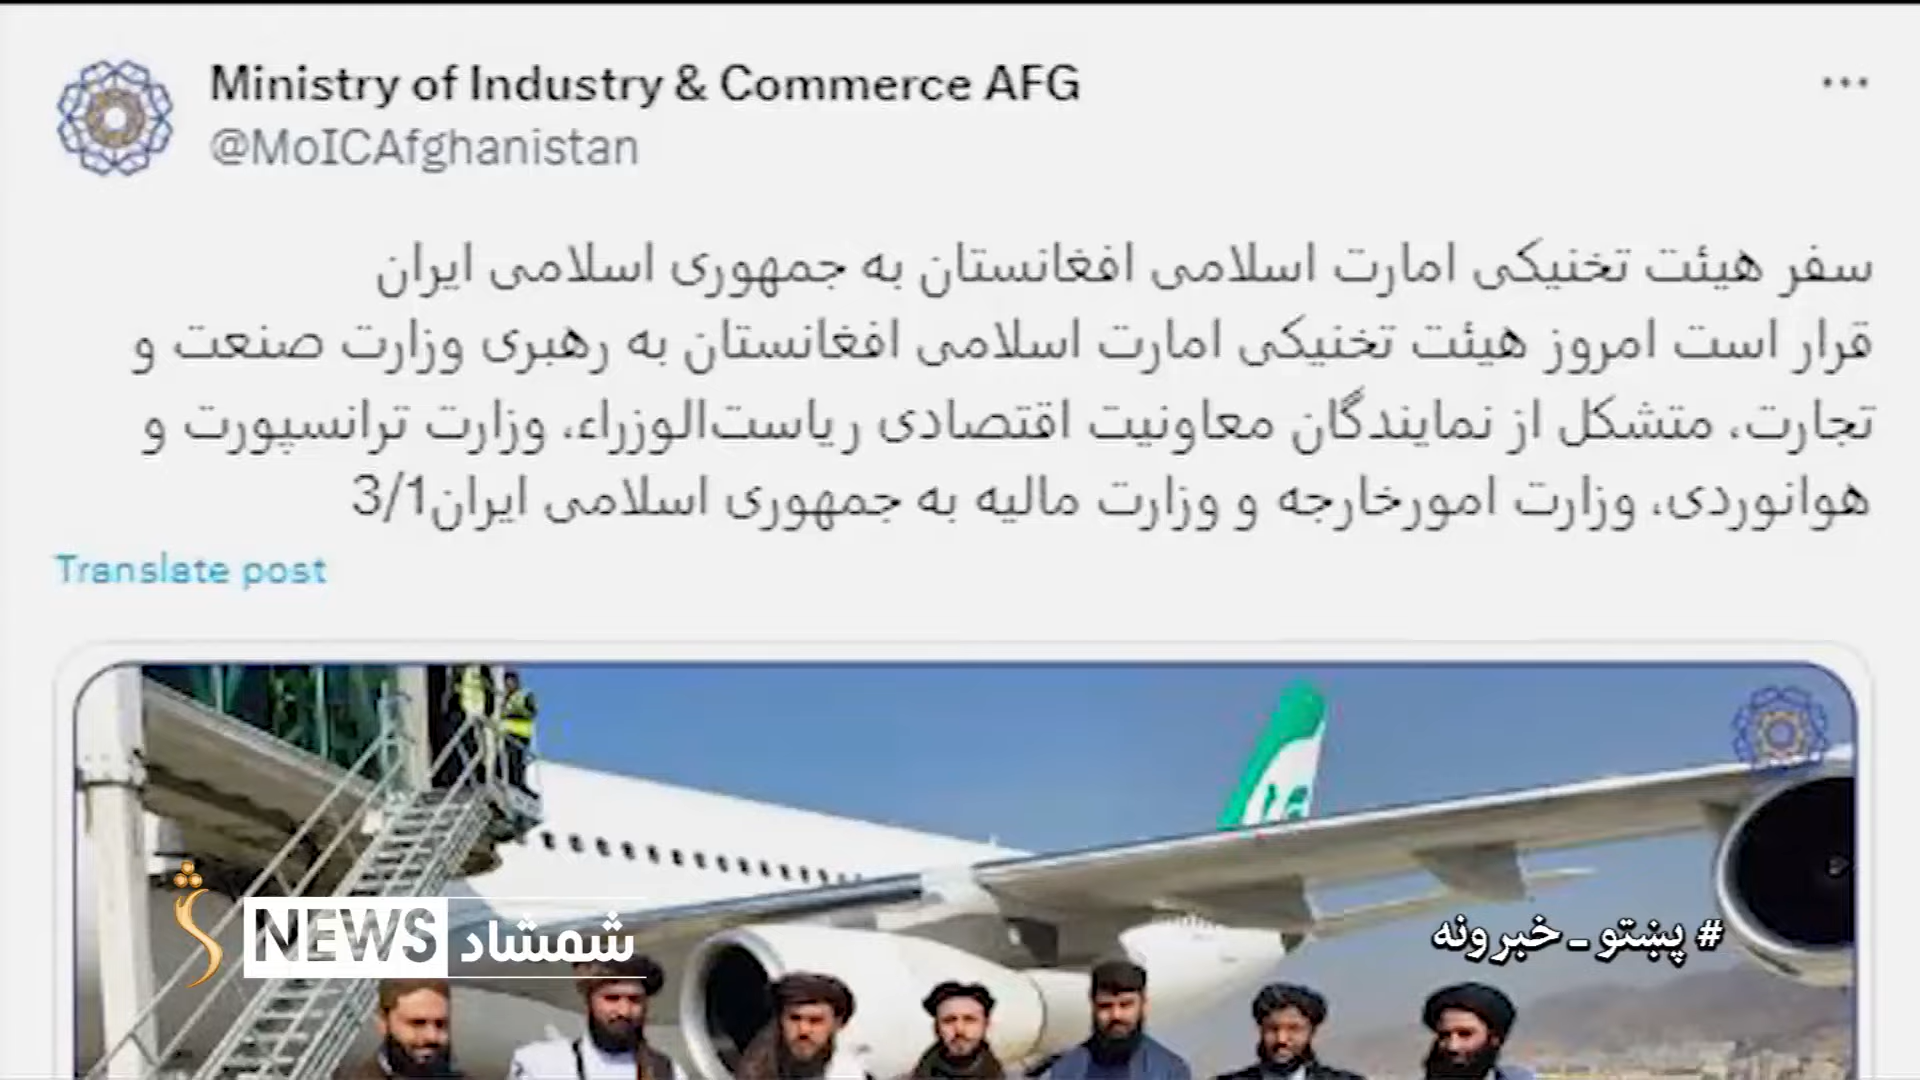 Ministry of Industry & Commerce AFG
@MoICAfghanistan
سفر هیئت تخنیکی امارت اسلامی افغانستان به جمهوری اسلامی ایران
قرار است امروز هیئت تخنیکی امارت اسلامی افغانستان به رهبری وزارت صنعت و
تجارت، متشکل از نمایندگان معاونیت اقتصادی ریاست‌الوزراء، وزارت ترانسپورت و
هوانوردی، وزارت امورخارجه و وزارت مالیه به جمهوری اسلامی ایران3/1
Translate post
NEWS شمشاد
# پښتو ـ خبرونه